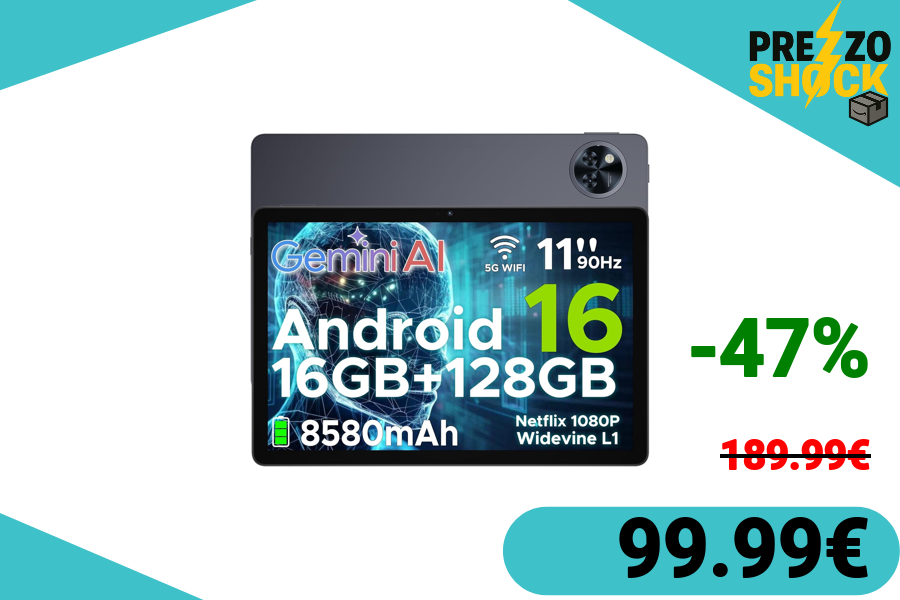 PREZZO
SHOCK
Gemini AI
5G WIFI
11"
90Hz
Android 16
16GB+128GB
8580mAh
Netflix 1080P
Widevine L1
-47%
189.99€
99.99€